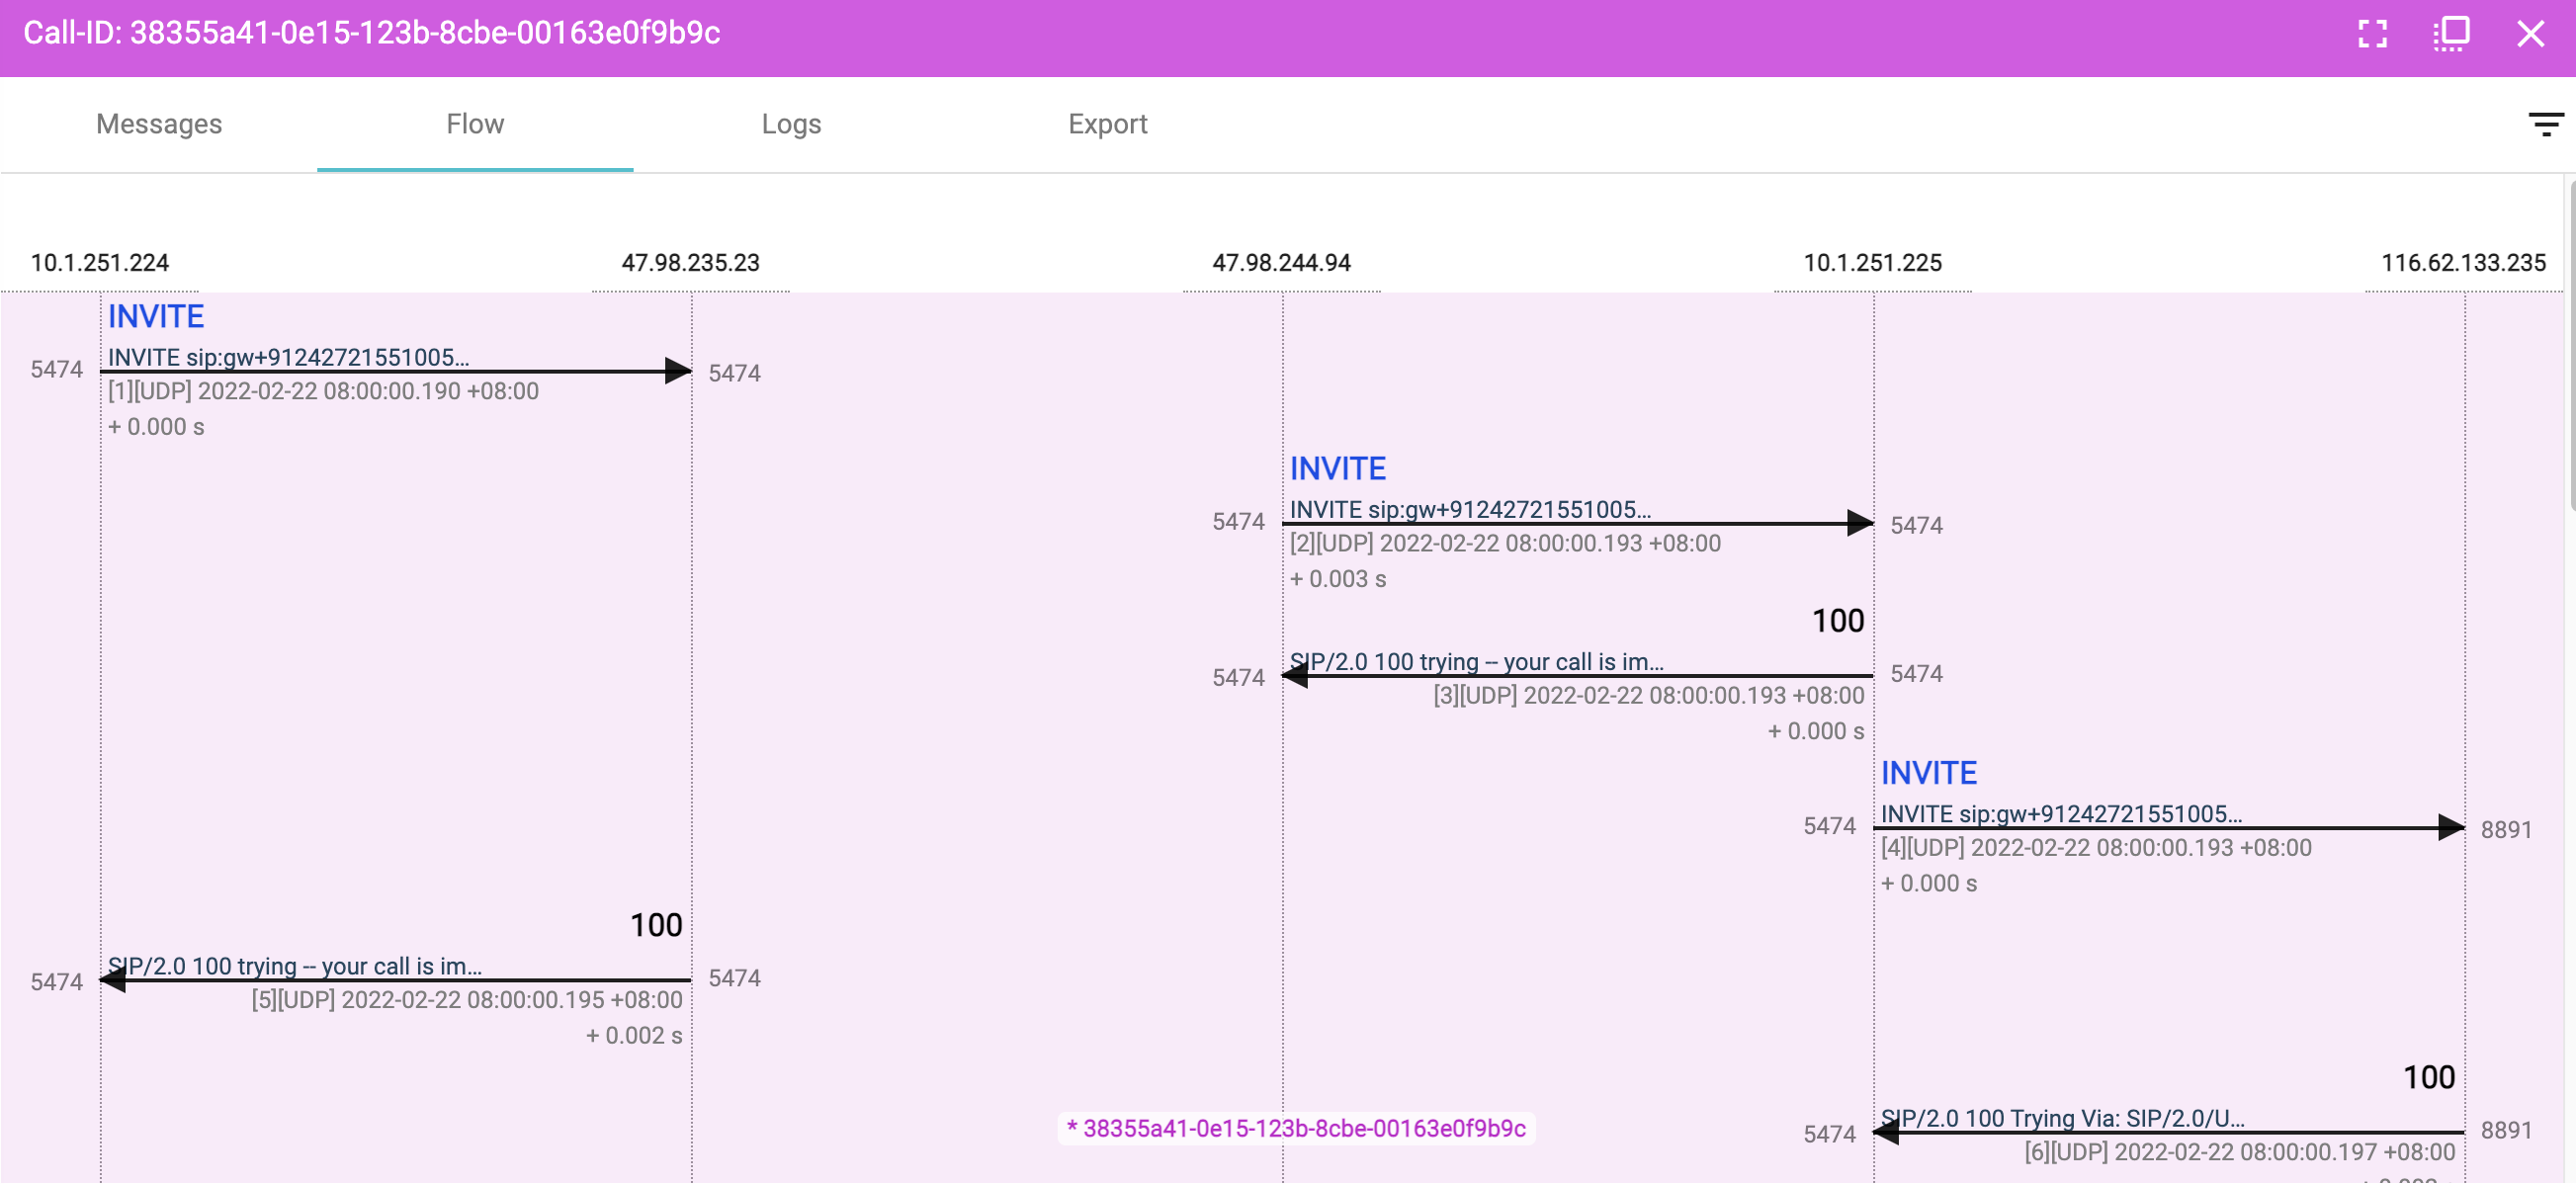 Call-ID: 38355a41-0e15-123b-8cbe-00163e0f9b9c
Messages Flow Logs Export
10.1.251.224 47.98.235.23 47.98.244.94 10.1.251.225 116.62.133.235
INVITE
INVITE sip:gw+91242721551005...
5474 5474
[1][UDP] 2022-02-22 08:00:00.190 +08:00
+ 0.000 s
INVITE
INVITE sip:gw+91242721551005...
5474 5474
[2][UDP] 2022-02-22 08:00:00.193 +08:00
+ 0.003 s
100
SIP/2.0 100 trying -- your call is im...
5474 5474
[3][UDP] 2022-02-22 08:00:00.193 +08:00
+ 0.000 s
INVITE
INVITE sip:gw+91242721551005...
5474 8891
[4][UDP] 2022-02-22 08:00:00.193 +08:00
+ 0.000 s
100
SIP/2.0 100 trying -- your call is im...
5474 5474
[5][UDP] 2022-02-22 08:00:00.195 +08:00
+ 0.002 s
100
SIP/2.0 100 Trying Via: SIP/2.0/U...
5474 8891
[6][UDP] 2022-02-22 08:00:00.197 +08:00
* 38355a41-0e15-123b-8cbe-00163e0f9b9c